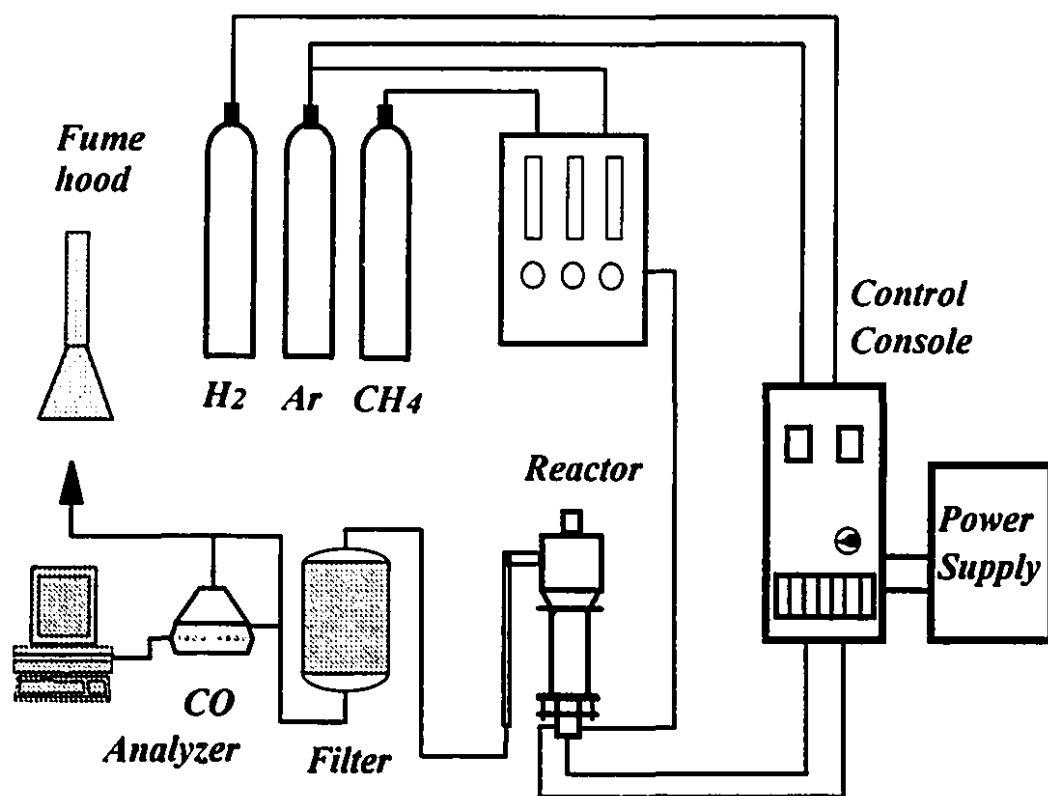 Fume
hood
H2 Ar CH4
Control
Console
Reactor
Power
Supply
CO
Analyzer
Filter